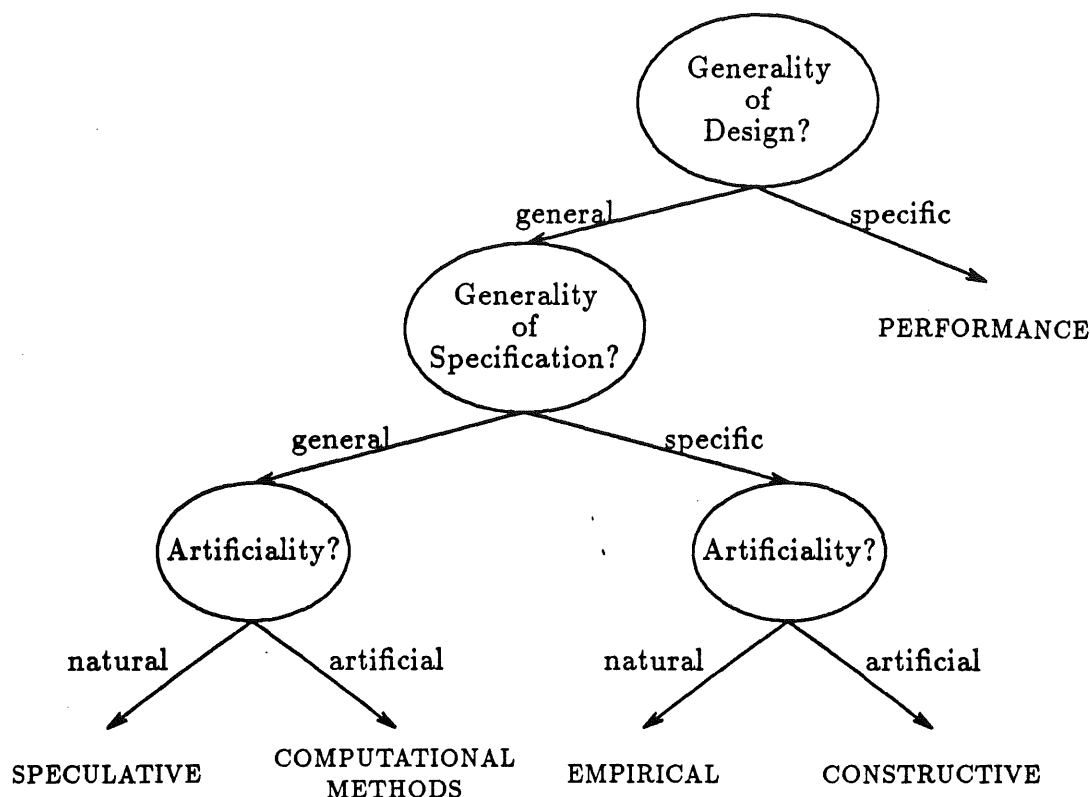 Generality
of
Design?
general
specific
Generality
of
Specification?
PERFORMANCE
general
specific
Artificiality?
Artificiality?
natural
artificial
natural
artificial
SPECULATIVE
COMPUTATIONAL
METHODS
EMPIRICAL
CONSTRUCTIVE